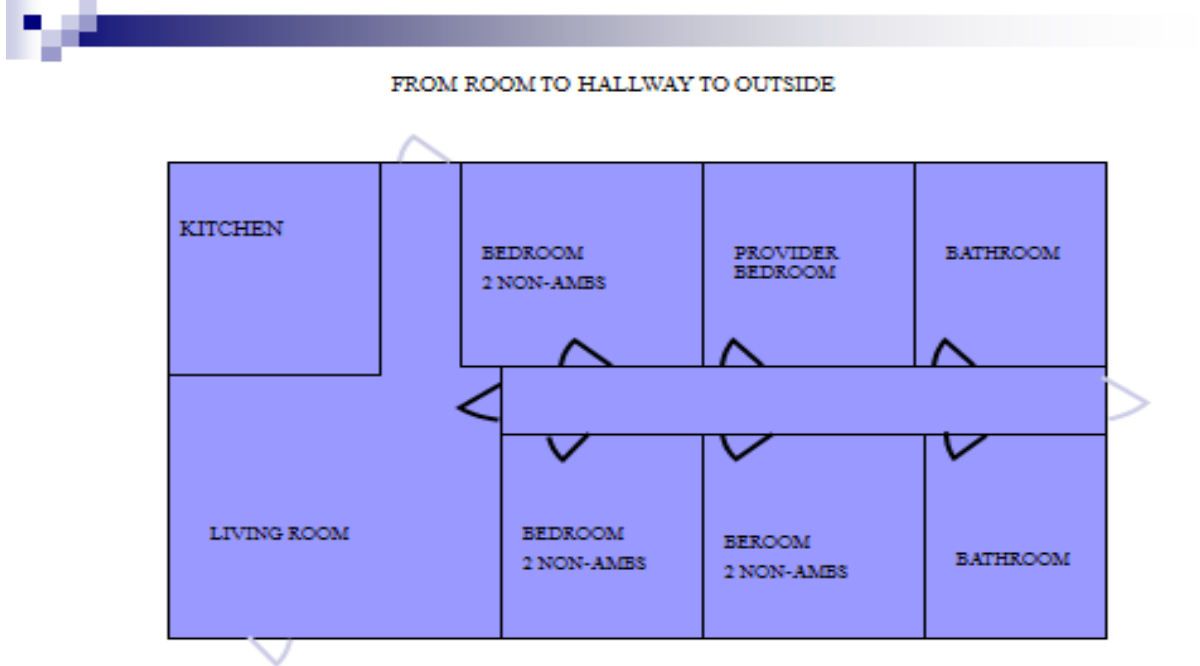 FROM ROOM TO HALLWAY TO OUTSIDE
KITCHEN
BEDROOM
2 NON-AMBS
PROVIDER
BEDROOM
BATHROOM
LIVING ROOM
BEDROOM
2 NON-AMBS
BEROOM
2 NON-AMBS
BATHROOM